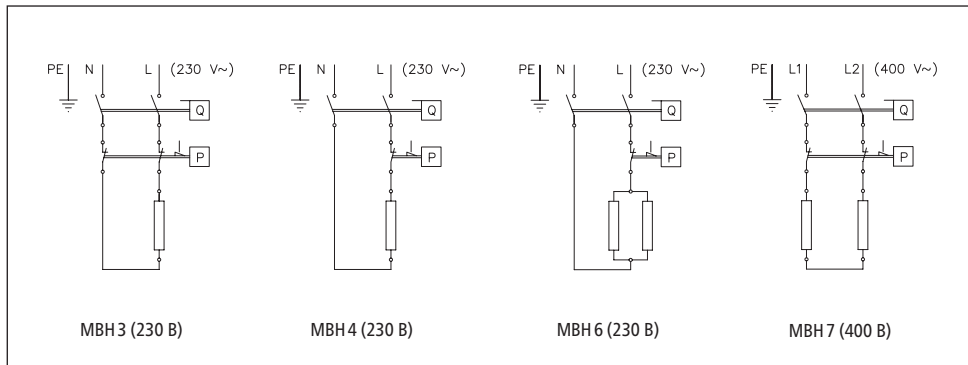 PE N L (230 V~)
Q
P
MBH 3 (230 В)
PE N L (230 V~)
Q
P
MBH 4 (230 В)
PE N L (230 V~)
Q
P
MBH 6 (230 В)
PE L1 L2 (400 V~)
Q
P
MBH 7 (400 В)